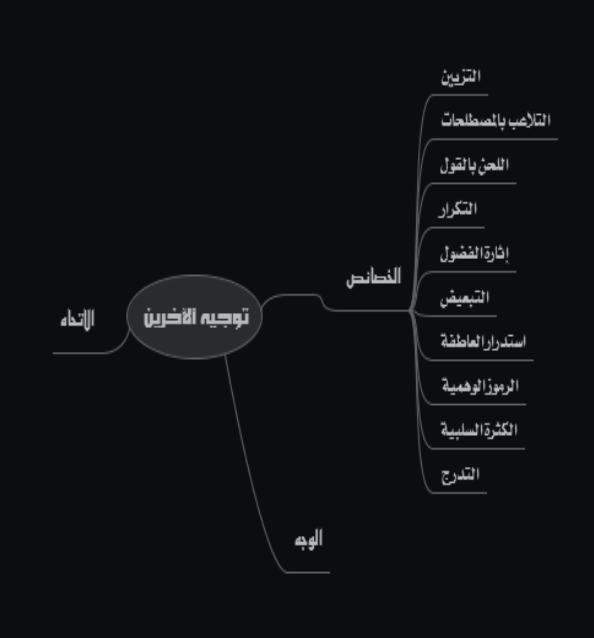 التزيين
التلاعب بالمصطلحات
اللحن بالقول
التكرار
إثارة الفضول
التبعيض
استدرار العاطفة
الرموز الوهمية
الكثرة السلبية
التدرج
الخصائص
توجيه الآخرين
الاتجاه
الوجه